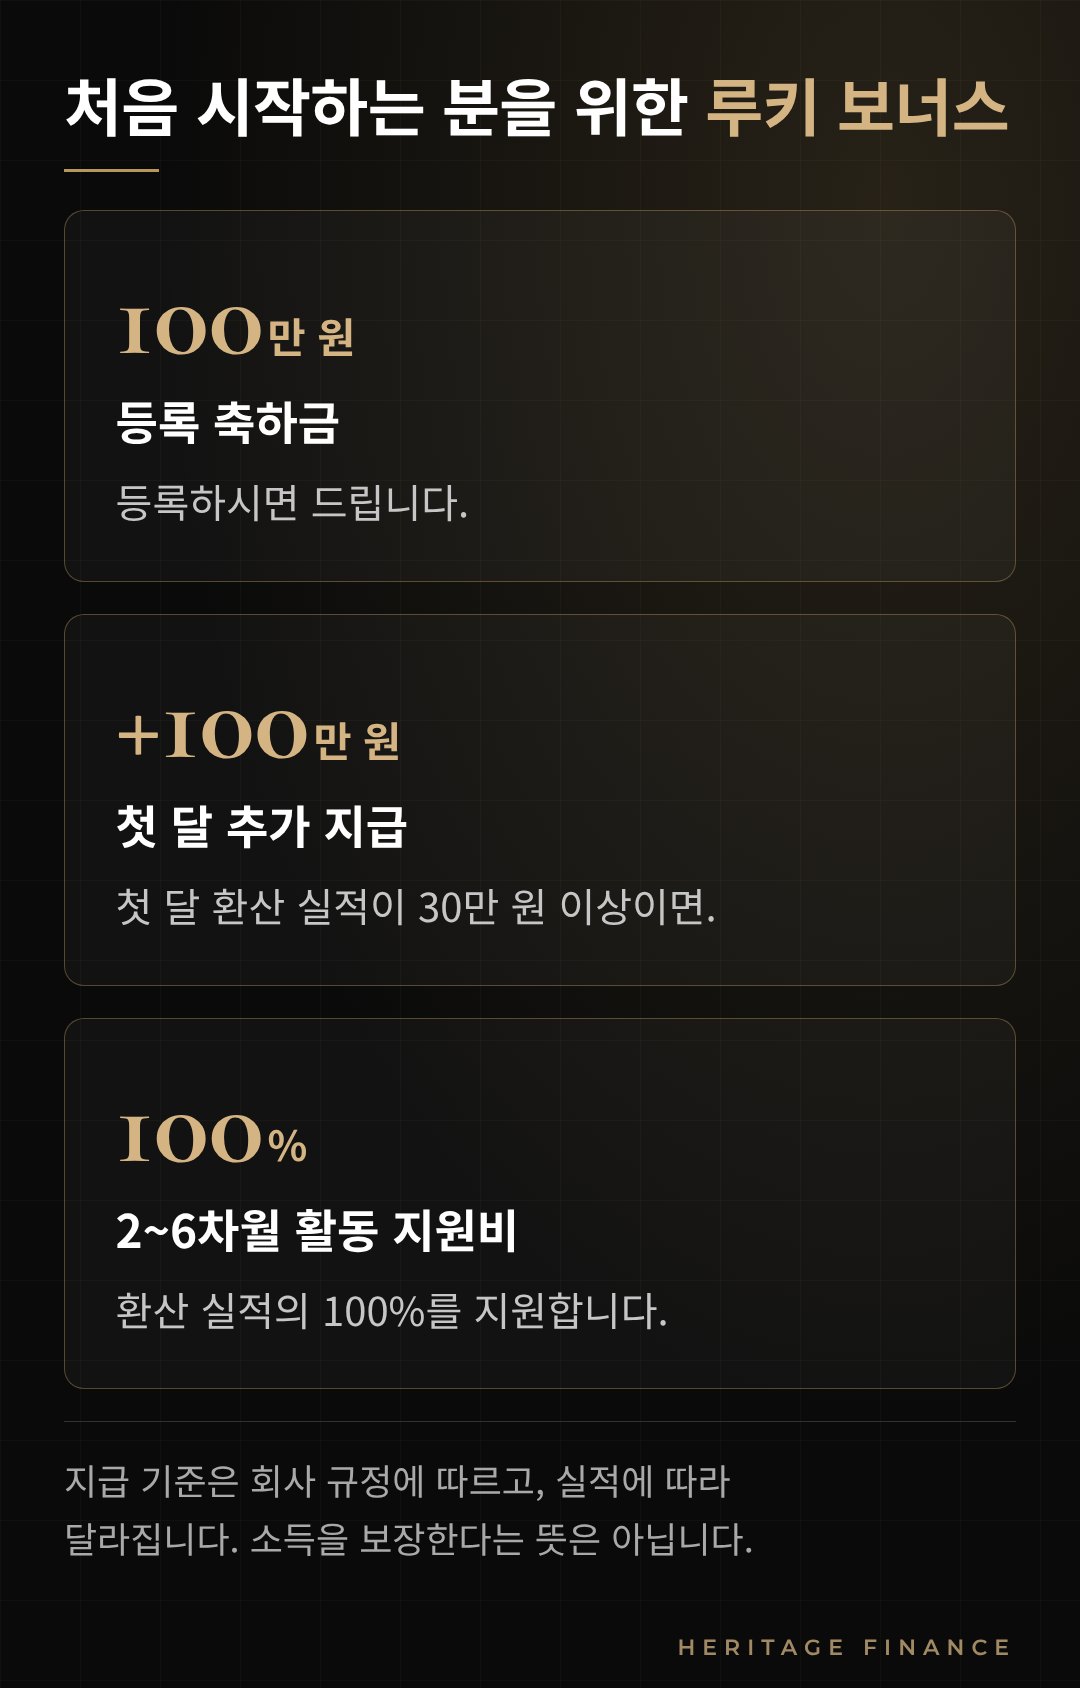 처음 시작하는 분을 위한 루키 보너스
100만 원
등록 축하금
등록하시면 드립니다.
+100만 원
첫 달 추가 지급
첫 달 환산 실적이 30만 원 이상이면.
100%
2~6차월 활동 지원비
환산 실적의 100%를 지원합니다.
지급 기준은 회사 규정에 따르고, 실적에 따라
달라집니다. 소득을 보장한다는 뜻은 아닙니다.
HERITAGE FINANCE